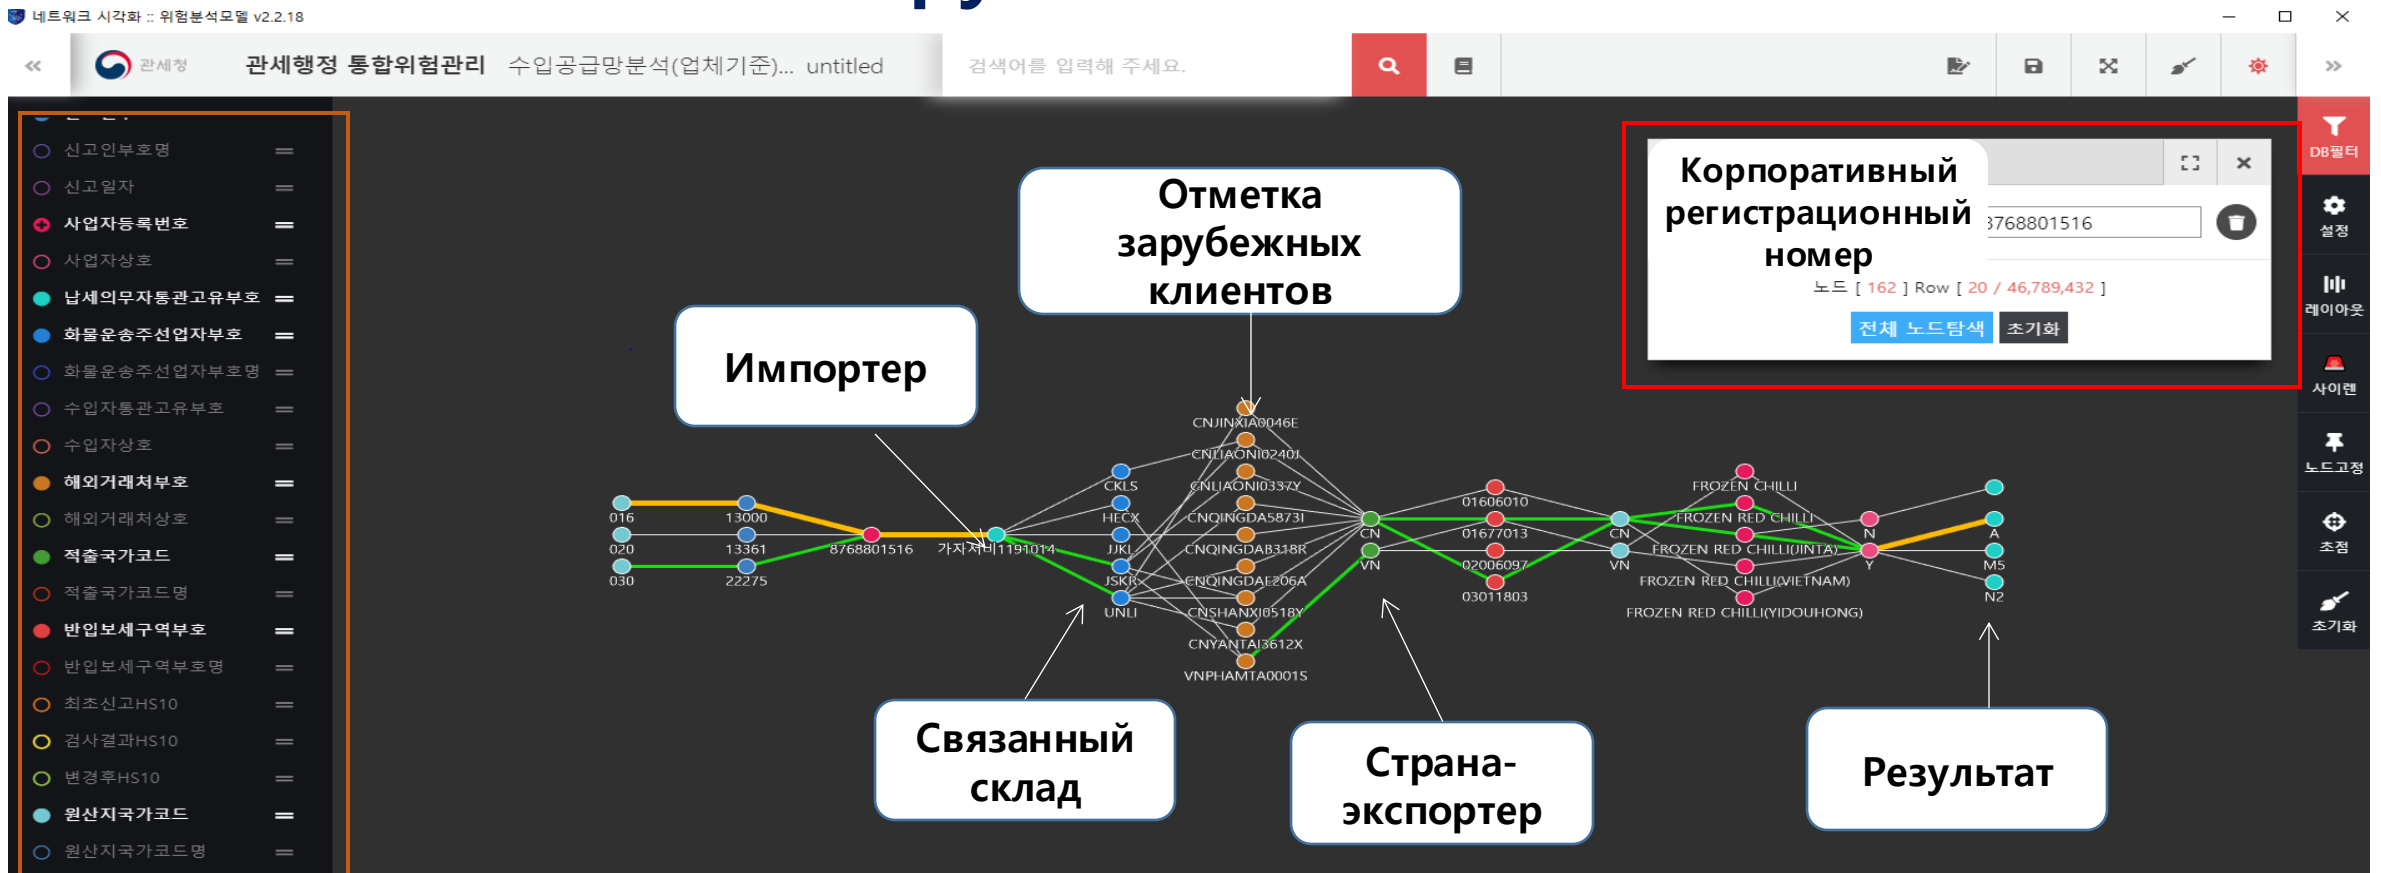 네트워크 시각화 :: 위험분석모델 v2.2.18
관세청
관세행정 통합위험관리
수입공급망분석(업체기준)... untitled
검색어를 입력해 주세요.
신고인부호명
신고일자
사업자등록번호
사업자상호
납세의무자통관고유부호
화물운송주선업자부호
화물운송주선업자부호명
수입자통관고유부호
수입자상호
해외거래처부호
해외거래처상호
적출국가코드
적출국가코드명
반입보세구역부호
반입보세구역부호명
최초신고HS10
검사결과HS10
변경후HS10
원산지국가코드
원산지국가코드명
Импортер
Отметка
зарубежных
клиентов
Связанный
склад
Страна-
экспортер
Результат
Корпоративный
регистрационный
номер
8768801516
노드 [ 162 ] Row [ 20 / 46,789,432 ]
전체 노드탐색
초기화
016
020
030
13000
13361
22275
8768801516
CKLS
HECX
JJKL
JSKR
UNLI
CNJINXIA0046E
CNLIAONI0240J
CNLIAONI0337Y
CNQINGDA5873I
CNQINGDAB318R
CNQINGDAE206A
CNSHANXI0518Y
CNYANTAI3612X
VNPHAMTA0001S
CN
VN
01606010
01677013
02006097
03011803
CN
VN
FROZEN CHILLI
FROZEN RED CHILLI
FROZEN RED CHILLI(JINTA)
FROZEN RED CHILLI(VIETNAM)
FROZEN RED CHILLI(YIDOUHONG)
N
Y
A
M5
N2
DB필터
설정
레이아웃
사이렌
노드고정
초점
초기화